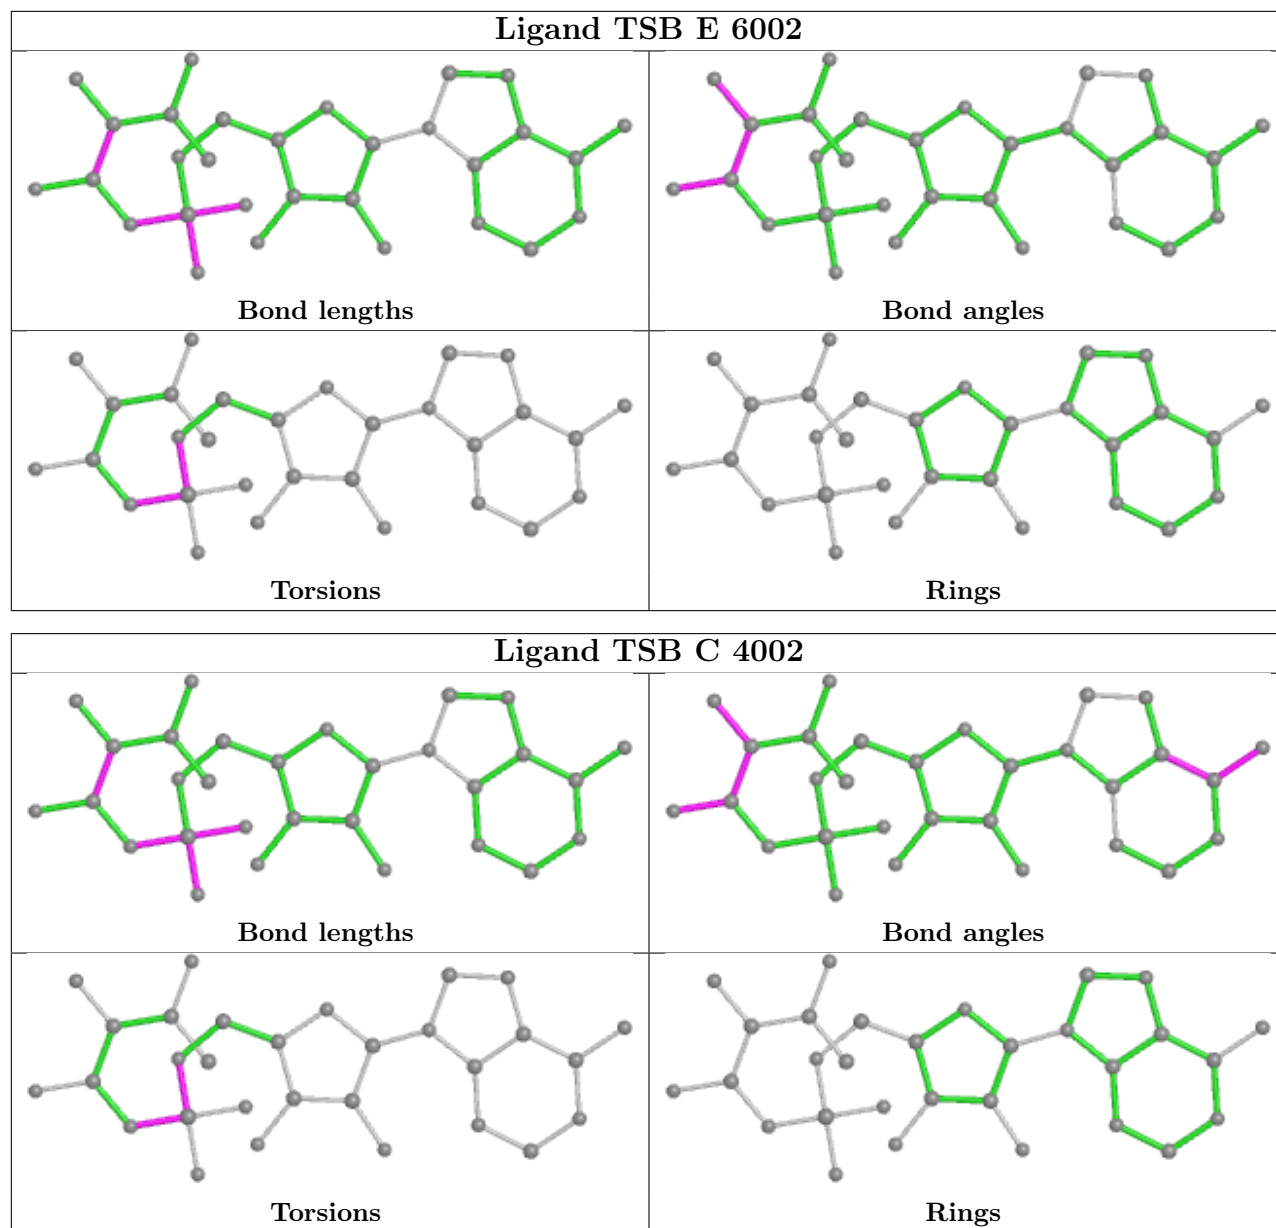 Ligand TSB E 6002
Bond lengths
Bond angles
Torsions
Rings
Ligand TSB C 4002
Bond lengths
Bond angles
Torsions
Rings